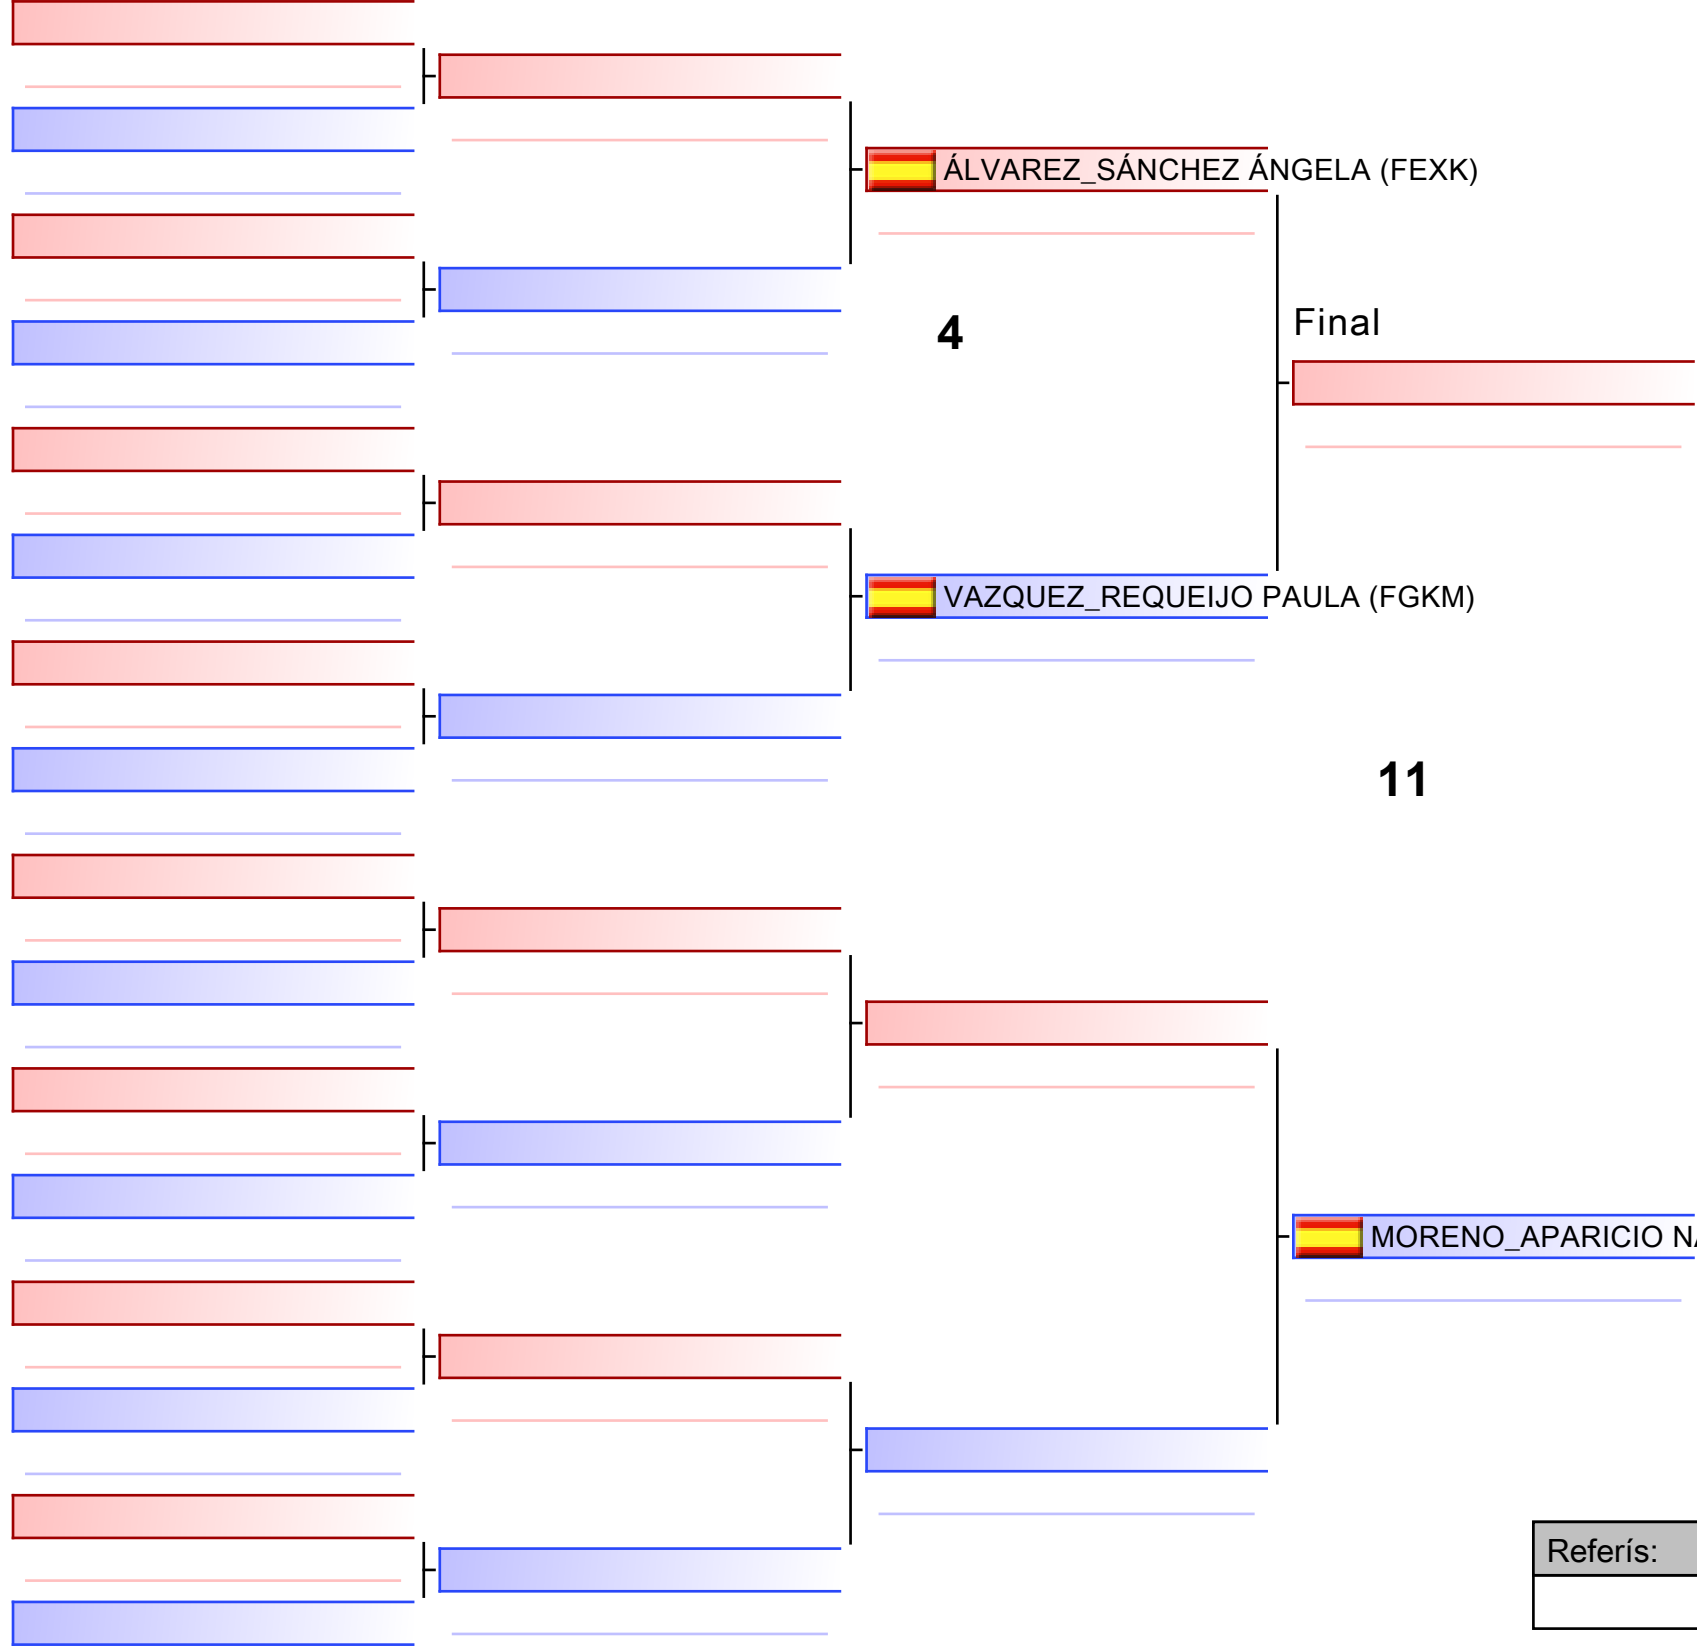 ÁLVAREZ_SÁNCHEZ ÁNGELA (FEXK)
4
Final
VAZQUEZ_REQUEIJO PAULA (FGKM)
11
MORENO_APARICIO
Referís: